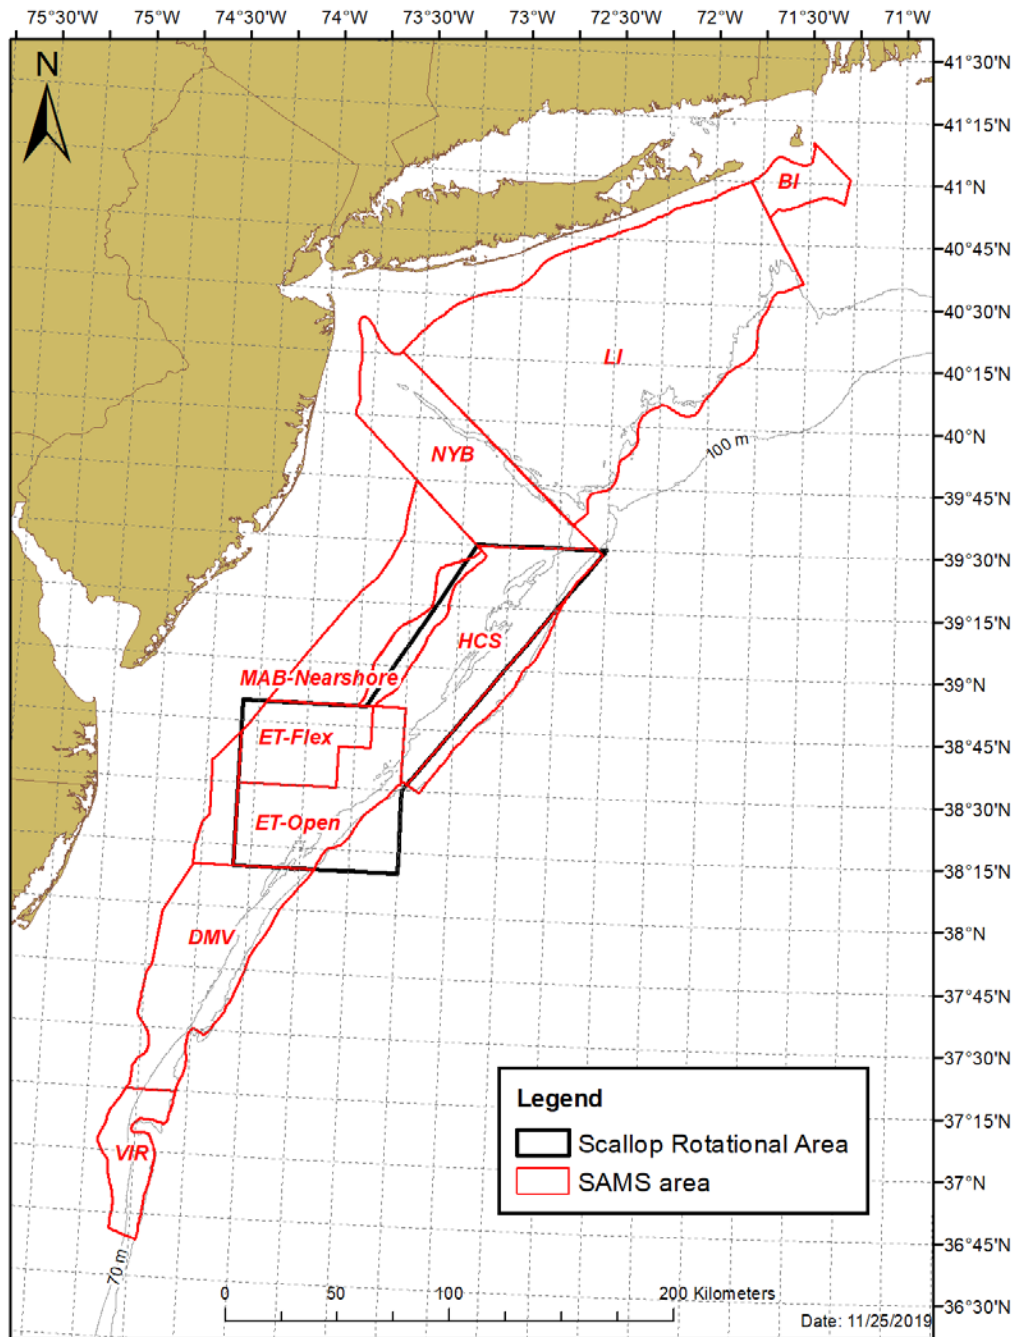 75°30'W 75°W 74°30'W 74°W 73°30'W 73°W 72°30'W 72°W 71°30'W 71°W
N
41°30'N
41°15'N
BI
41°N
40°45'N
40°30'N
LI
40°15'N
40°N
NYB
100 m
39°45'N
39°30'N
39°15'N
HCS
MAB-Nearshore
39°N
ET-Flex
38°45'N
38°30'N
ET-Open
38°15'N
DMV
38°N
37°45'N
37°30'N
Legend
37°15'N
Scallop Rotational Area
VIR
SAMS area
37°N
36°45'N
70 m
0 50 100 200 Kilometers
36°30'N
Date: 11/25/2019